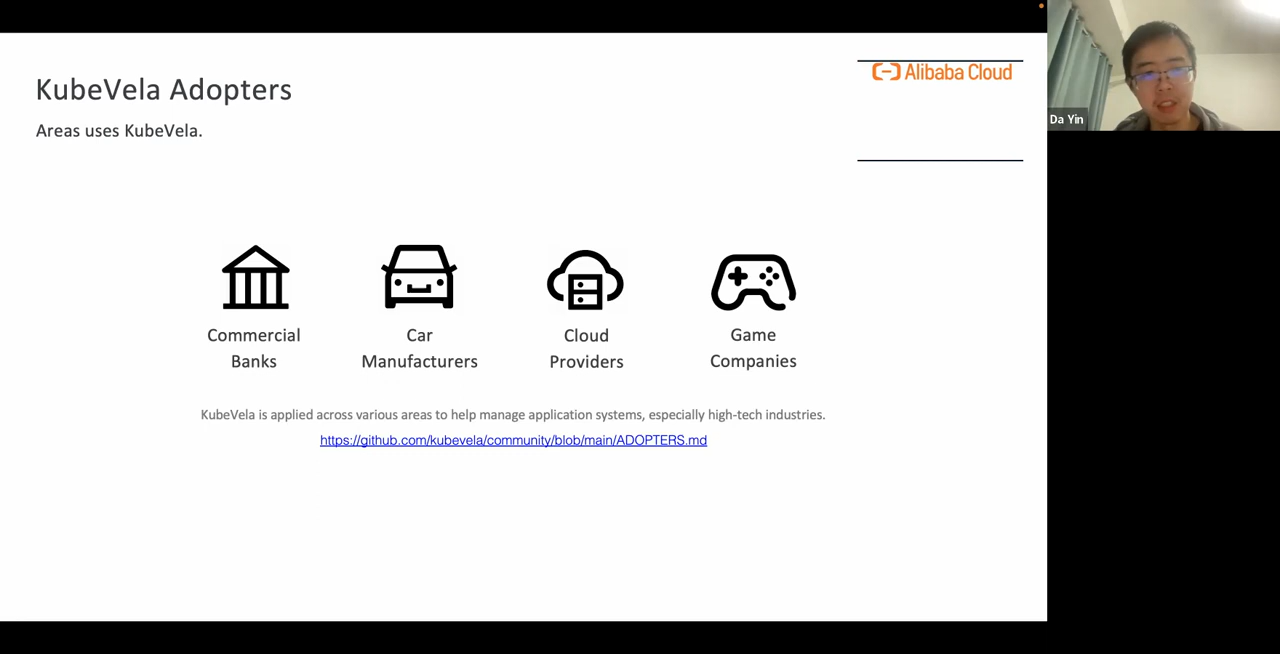 KubeVela Adopters
Areas uses KubeVela.
Alibaba Cloud
Da Yin
Commercial
Banks
Car
Manufacturers
Cloud
Providers
Game
Companies
KubeVela is applied across various areas to help manage application systems, especially high-tech industries.
https://github.com/kubevela/community/blob/main/ADOPTERS.md